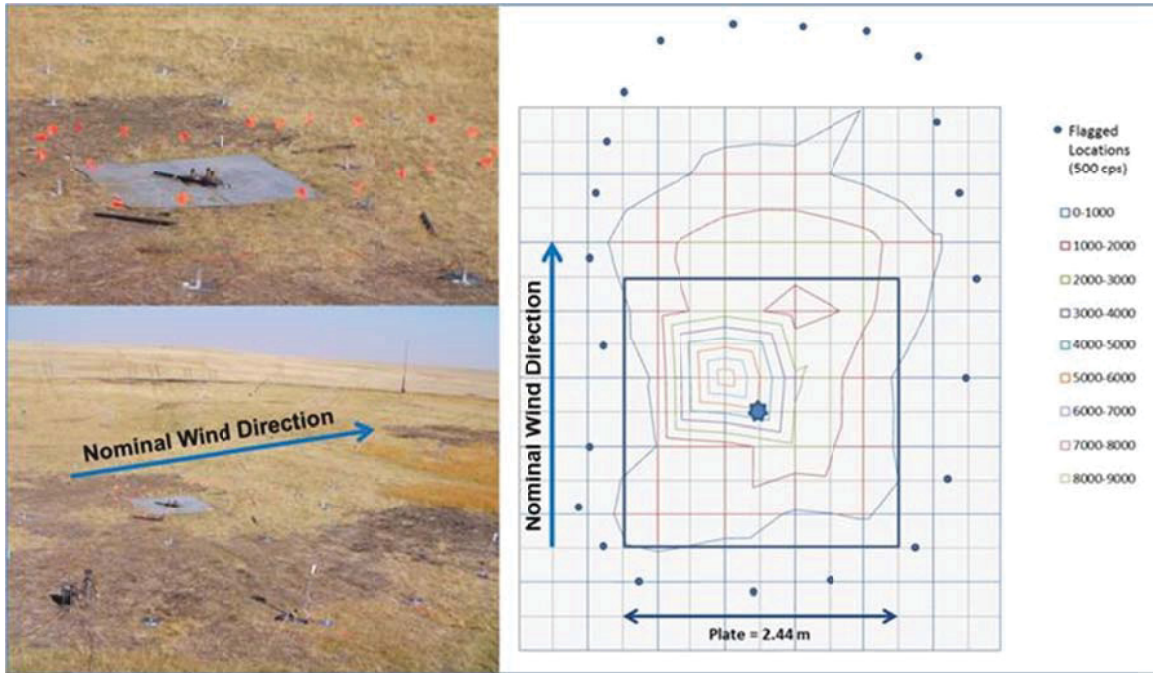 Nominal Wind Direction
Nominal Wind Direction
Plate = 2.44 m
Flagged
Locations
(500 cps)
0-1000
1000-2000
2000-3000
3000-4000
4000-5000
5000-6000
6000-7000
7000-8000
8000-9000